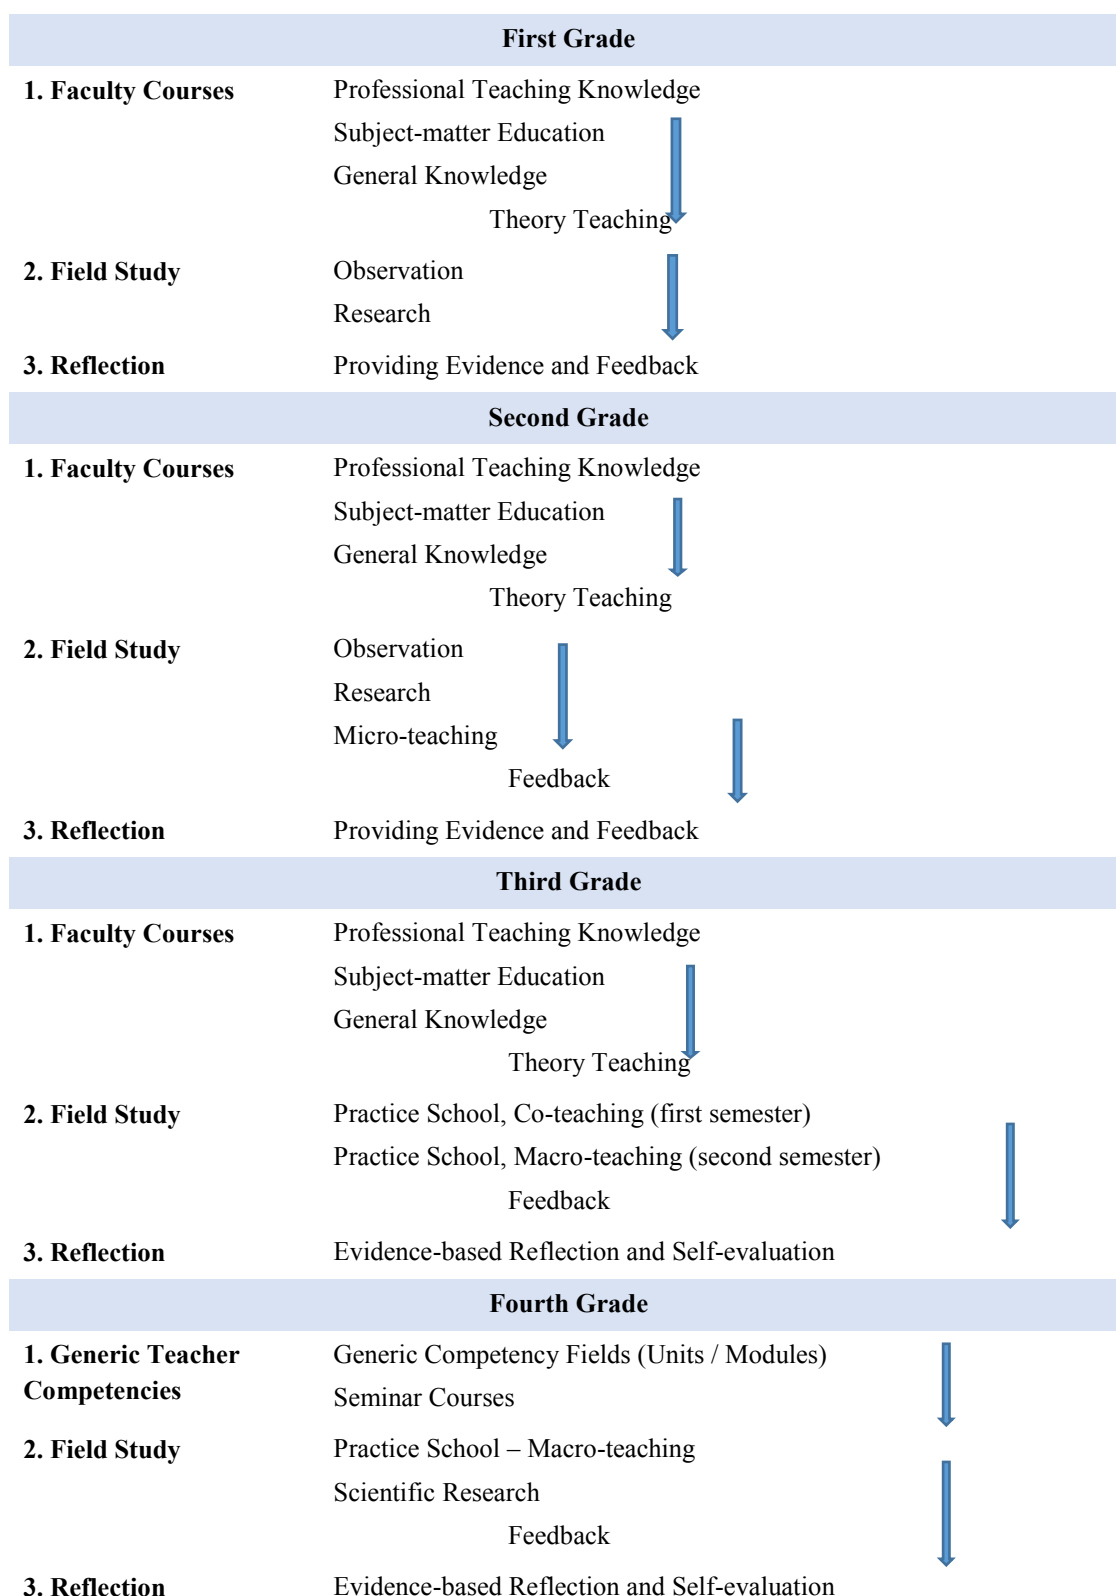 First Grade
1. Faculty Courses Professional Teaching Knowledge
Subject-matter Education
General Knowledge
Theory Teaching
2. Field Study Observation
Research
3. Reflection Providing Evidence and Feedback
Second Grade
1. Faculty Courses Professional Teaching Knowledge
Subject-matter Education
General Knowledge
Theory Teaching
2. Field Study Observation
Research
Micro-teaching
Feedback
3. Reflection Providing Evidence and Feedback
Third Grade
1. Faculty Courses Professional Teaching Knowledge
Subject-matter Education
General Knowledge
Theory Teaching
2. Field Study Practice School, Co-teaching (first semester)
Practice School, Macro-teaching (second semester)
Feedback
3. Reflection Evidence-based Reflection and Self-evaluation
Fourth Grade
1. Generic Teacher Generic Competency Fields (Units / Modules)
Competencies Seminar Courses
2. Field Study Practice School – Macro-teaching
Scientific Research
Feedback
3. Reflection Evidence-based Reflection and Self-evaluation